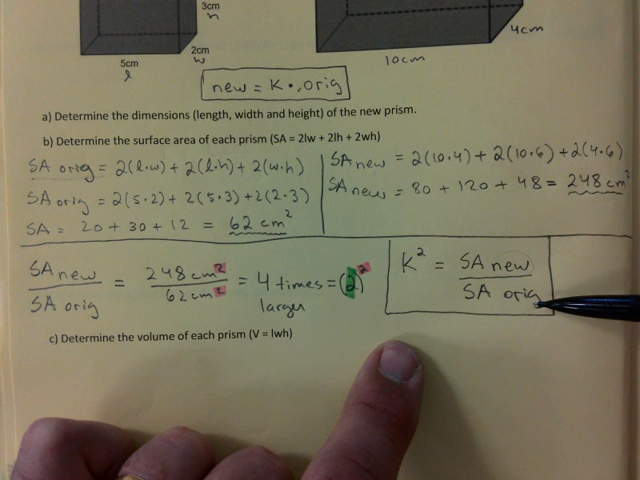 3cm
h
5cm
l
2cm
w
10cm
4cm
new = K • orig
a) Determine the dimensions (length, width and height) of the new prism.
b) Determine the surface area of each prism (SA = 2lw + 2lh + 2wh)
SA orig = 2(l·w) + 2(l·h) + 2(w·h)
SA orig = 2(5·2) + 2(5·3) + 2(2·3)
SA = 20 + 30 + 12 = 62 cm²
SA new = 2(10·4) + 2(10·6) + 2(4·6)
SA new = 80 + 120 + 48 = 248 cm²
SA new / SA orig = 248 cm² / 62 cm² = 4 times larger = (2)²
K² = SA new / SA orig
c) Determine the volume of each prism (V = lwh)